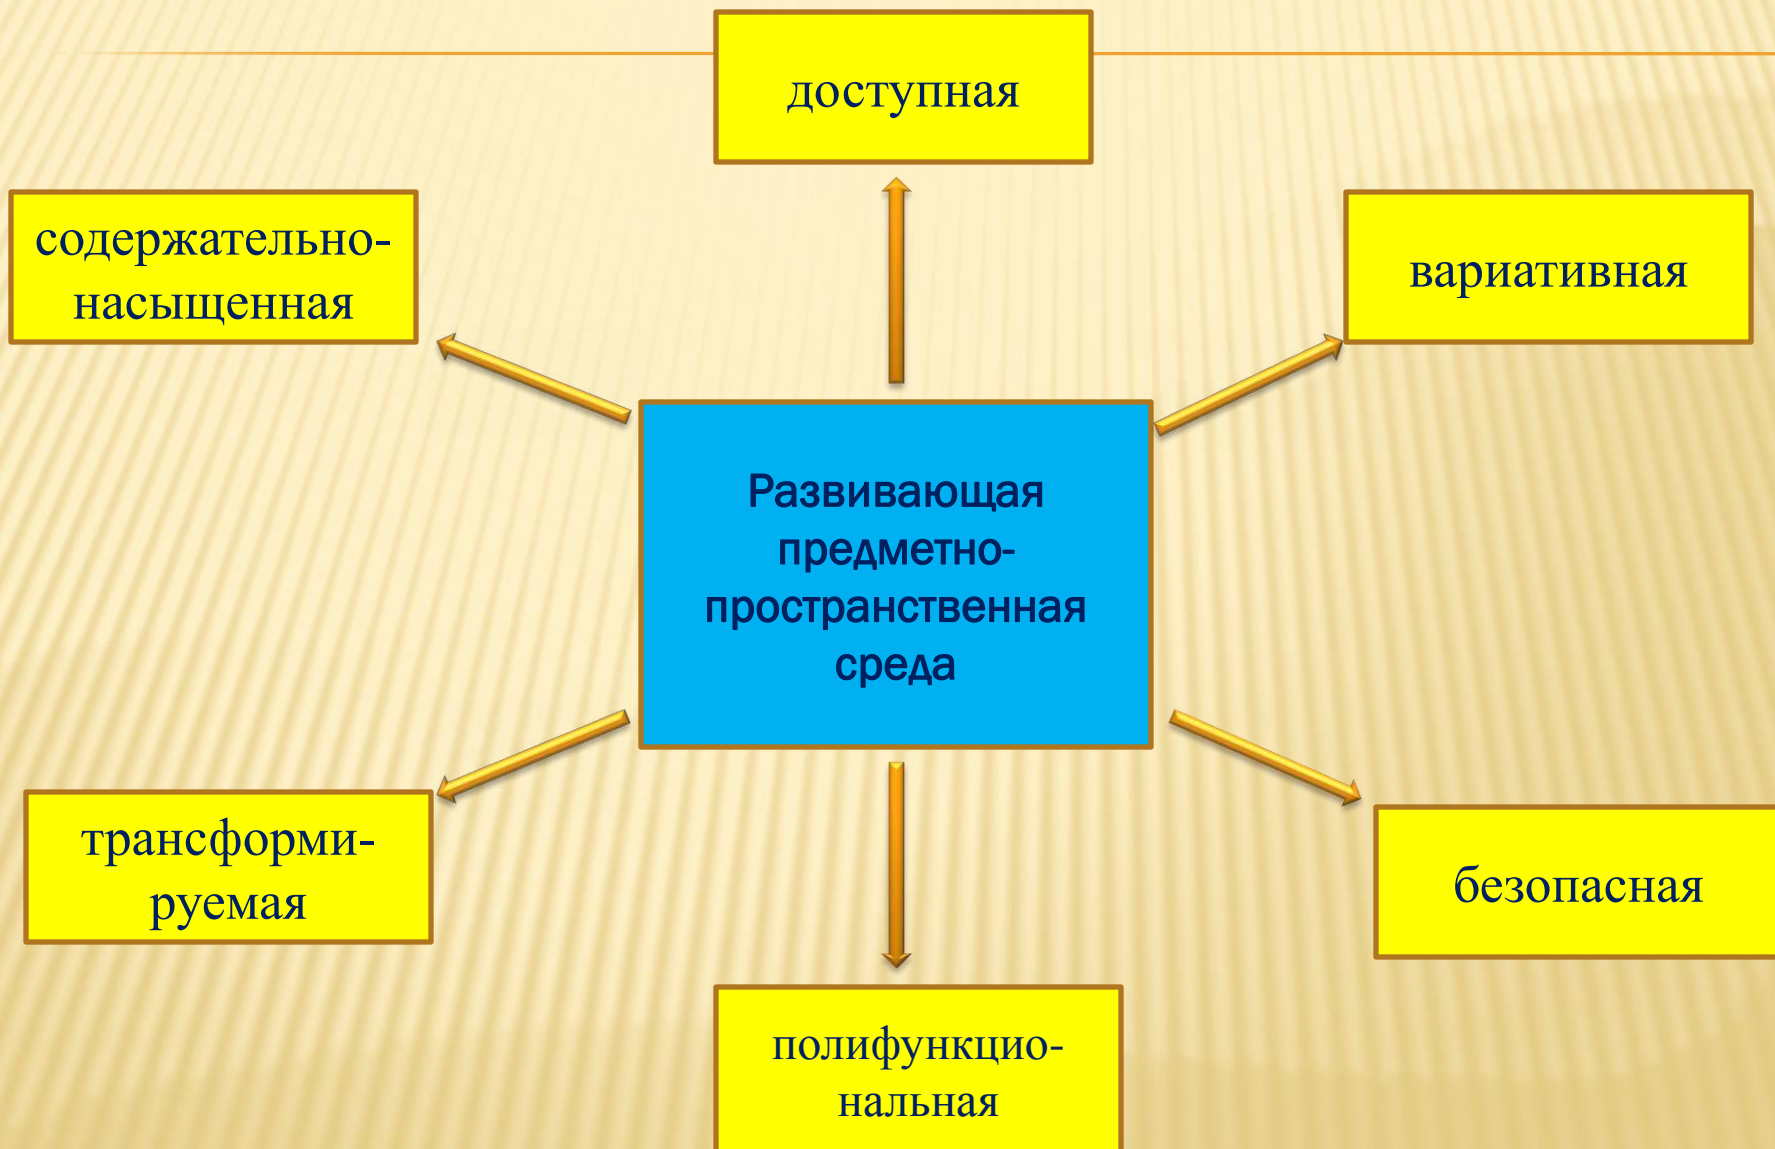 доступная
содержательно-
насыщенная
вариативная
Развивающая
предметно-
пространственная
среда
трансформи-
руемая
безопасная
полифункцио-
нальная